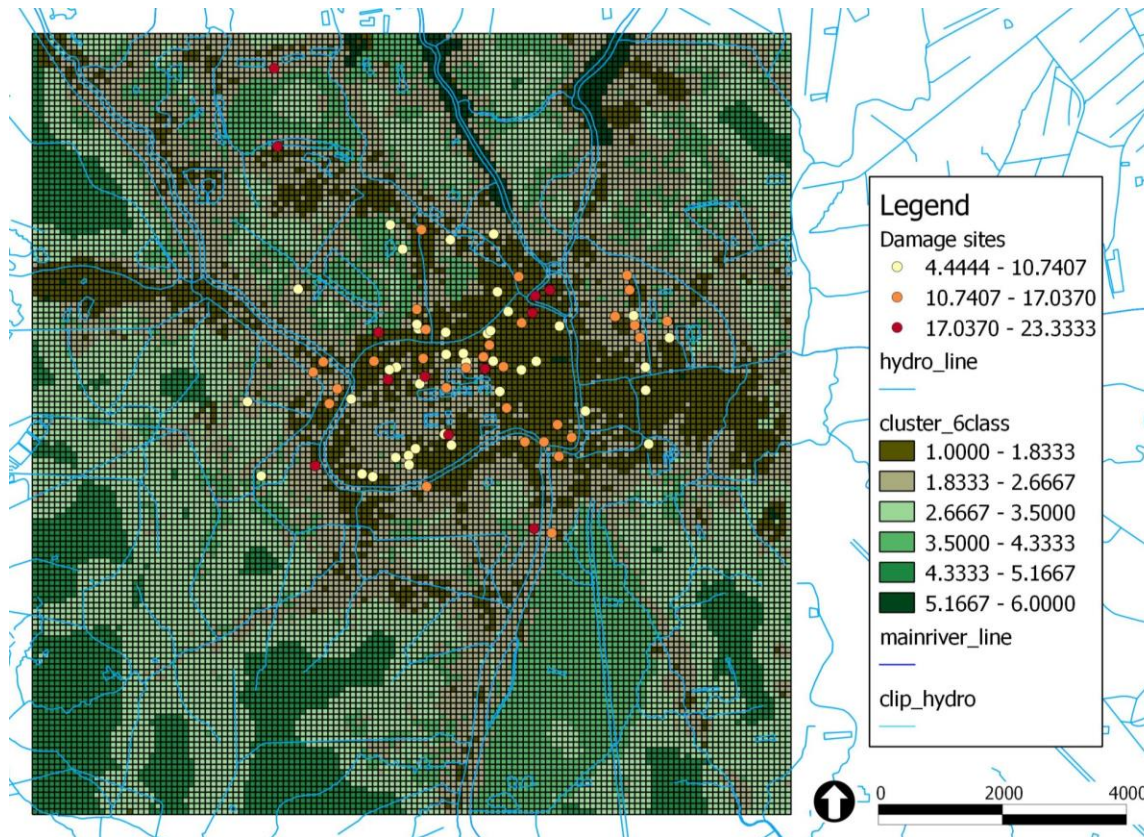 Legend
Damage sites
4.4444 - 10.7407
10.7407 - 17.0370
17.0370 - 23.3333
hydro_line
cluster_6class
1.0000 - 1.8333
1.8333 - 2.6667
2.6667 - 3.5000
3.5000 - 4.3333
4.3333 - 5.1667
5.1667 - 6.0000
mainriver_line
clip_hydro
0 2000 4000